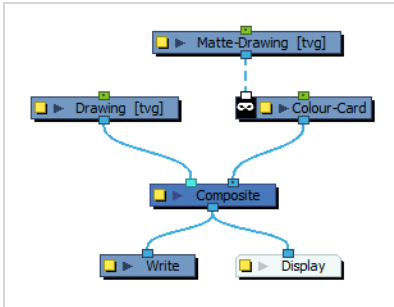 Matte-Drawing [tvg]
Drawing [tvg]
Colour-Card
Composite
Write
Display